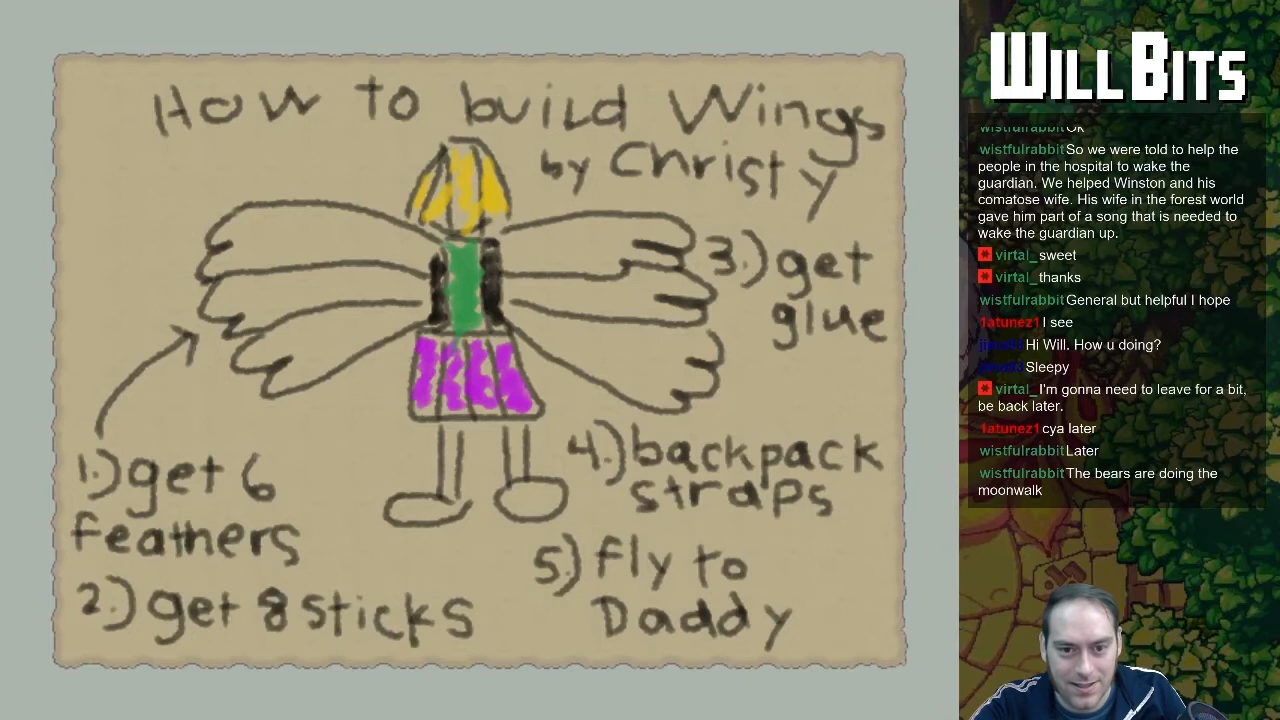 How to build Wings
by Christy
1.) get 6
feathers
2.) get 8 sticks
3.) get
glue
4.) backpack
straps
5.) fly to
Daddy
WILLBITS
wistfulrabbit Ok
wistfulrabbit So we were told to help the
people in the hospital to wake the
guardian. We helped Winston and his
comatose wife. His wife in the forest world
gave him part of a song that is needed to
wake the guardian up.
virtal_ sweet
virtal_ thanks
wistfulrabbit General but helpful I hope
1atunez1 I see
Hi Will. How u doing?
Sleepy
virtal_ I'm gonna need to leave for a bit,
be back later.
1atunez1 cya later
wistfulrabbit Later
wistfulrabbit The bears are doing the
moonwalk